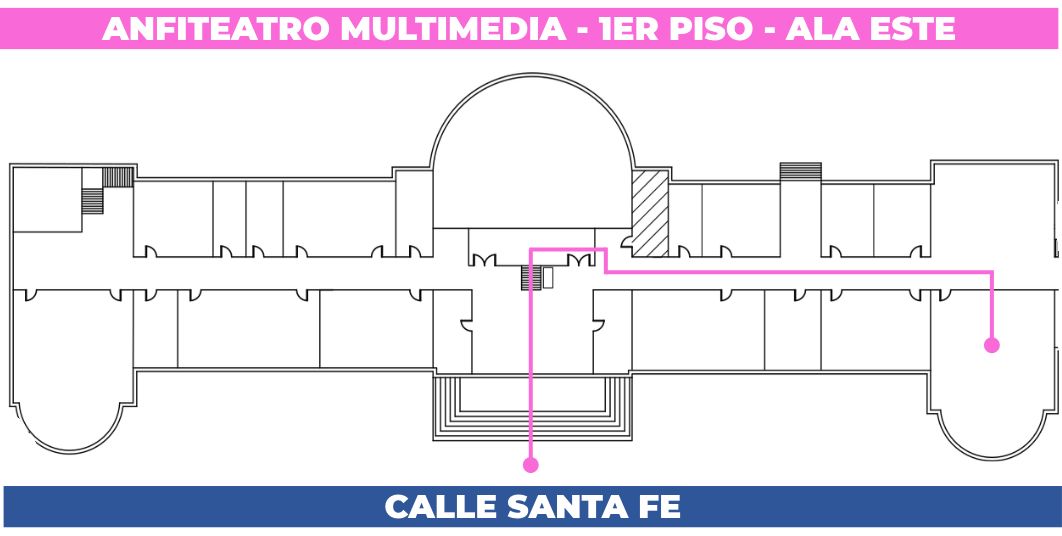 ANFITEATRO MULTIMEDIA - 1ER PISO - ALA ESTE
CALLE SANTA FE